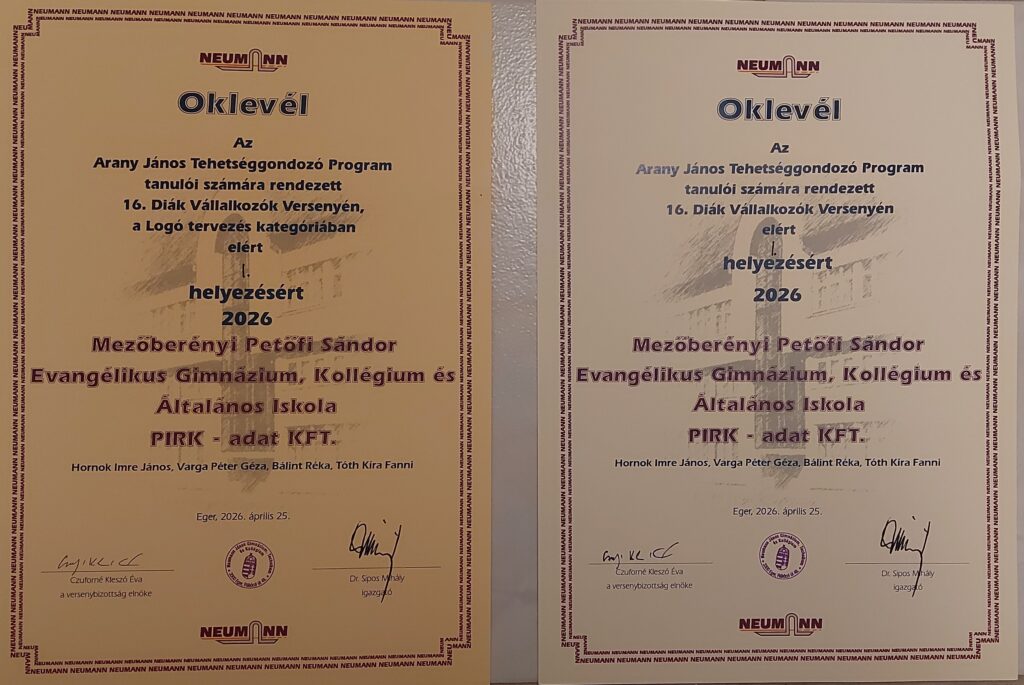 NEUMANN
Oklevél
Az
Arany János Tehetséggondozó Program
tanulói számára rendezett
16. Diák Vállalkozók Versenyén,
a Logó tervezés kategóriában
elért
I.
helyezésért
2026
Mezőberényi Petőfi Sándor
Evangélikus Gimnázium, Kollégium és
Általános Iskola
PIRK - adat KFT.
Hornok Imre János, Varga Péter Géza, Bálint Réka, Tóth Kira Fanni
Eger, 2026. április 25.
Czuforné Kleszó Éva
a versenybizottság elnöke
Dr. Sipos Mihály
igazgató
NEUMANN
NEUMANN
Oklevél
Az
Arany János Tehetséggondozó Program
tanulói számára rendezett
16. Diák Vállalkozók Versenyén
elért
I.
helyezésért
2026
Mezőberényi Petőfi Sándor
Evangélikus Gimnázium, Kollégium és
Általános Iskola
PIRK - adat KFT.
Hornok Imre János, Varga Péter Géza, Bálint Réka, Tóth Kira Fanni
Eger, 2026. április 25.
Czuforné Kleszó Éva
a versenybizottság elnöke
Dr. Sipos Mihály
igazgató
NEUMANN